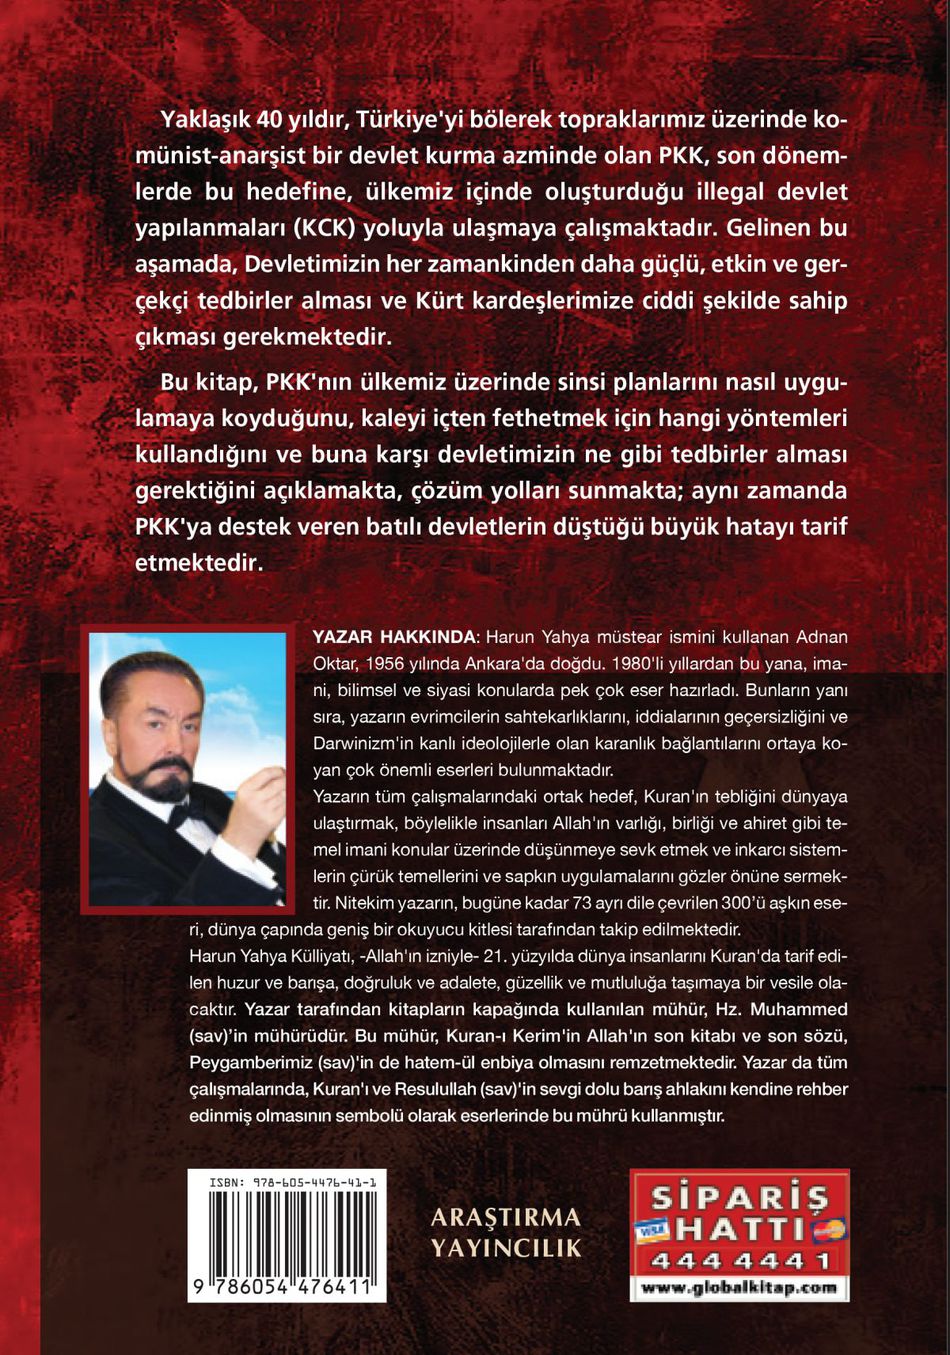 Yaklaşık 40 yıldır, Türkiye'yi bölerek topraklarımız üzerinde ko-
münist-anarşist bir devlet kurma azminde olan PKK, son dönem-
lerde bu hedefine, ülkemiz içinde oluşturduğu illegal devlet
yapılanmaları (KCK) yoluyla ulaşmaya çalışmaktadır. Gelinen bu
aşamada, Devletimizin her zamankinden daha güçlü, etkin ve ger-
çekçi tedbirler alması ve Kürt kardeşlerimize ciddi şekilde sahip
çıkması gerekmektedir.
Bu kitap, PKK'nın ülkemiz üzerinde sinsi planlarını nasıl uygu-
lamaya koyduğunu, kaleyi içten fethetmek için hangi yöntemleri
kullandığını ve buna karşı devletimizin ne gibi tedbirler alması
gerektiğini açıklamakta, çözüm yolları sunmakta; aynı zamanda
PKK'ya destek veren batılı devletlerin düştüğü büyük hatayı tarif
etmektedir.
YAZAR HAKKINDA: Harun Yahya müstear ismini kullanan Adnan
Oktar, 1956 yılında Ankara'da doğdu. 1980'li yıllardan bu yana, ima-
ni, bilimsel ve siyasi konularda pek çok eser hazırladı. Bunların yanı
sıra, yazarın evrimcilerin sahtekarlıklarını, iddialarının geçersizliğini ve
Darwinizm'in kanlı ideolojilerle olan karanlık bağlantılarını ortaya ko-
yan çok önemli eserleri bulunmaktadır.
Yazarın tüm çalışmalarındaki ortak hedef, Kuran'ın tebliğini dünyaya
ulaştırmak, böylelikle insanları Allah'ın varlığı, birliği ve ahiret gibi te-
mel imani konular üzerinde düşünmeye sevk etmek ve inkarcı sistem-
lerin çürük temellerini ve sapkın uygulamalarını gözler önüne sermek-
tir. Nitekim yazarın, bugüne kadar 73 ayrı dile çevrilen 300'ü aşkın ese-
ri, dünya çapında geniş bir okuyucu kitlesi tarafından takip edilmektedir.
Harun Yahya Külliyatı, -Allah'ın izniyle- 21. yüzyılda dünya insanlarını Kuran'da tarif edi-
len huzur ve barışa, doğruluk ve adalete, güzellik ve mutluluğa taşımaya bir vesile ola-
caktır. Yazar tarafından kitapların kapağında kullanılan mühür, Hz. Muhammed
(sav)'in mühürüdür. Bu mühür, Kuran-ı Kerim'in Allah'ın son kitabı ve son sözü,
Peygamberimiz (sav)'in de hatem-ül enbiya olmasını remzetmektedir. Yazar da tüm
çalışmalarında, Kuran'ı ve Resulullah (sav)'in sevgi dolu barış ahlakını kendine rehber
edinmiş olmasının sembolü olarak eserlerinde bu mührü kullanmıştır.
ISBN: 978-605-4476-41-1
9 786054 476411
ARAŞTIRMA
YAYINCILIK
SİPARİŞ
VISA HATTI MasterCard
444 444 1
www.globalkitap.com